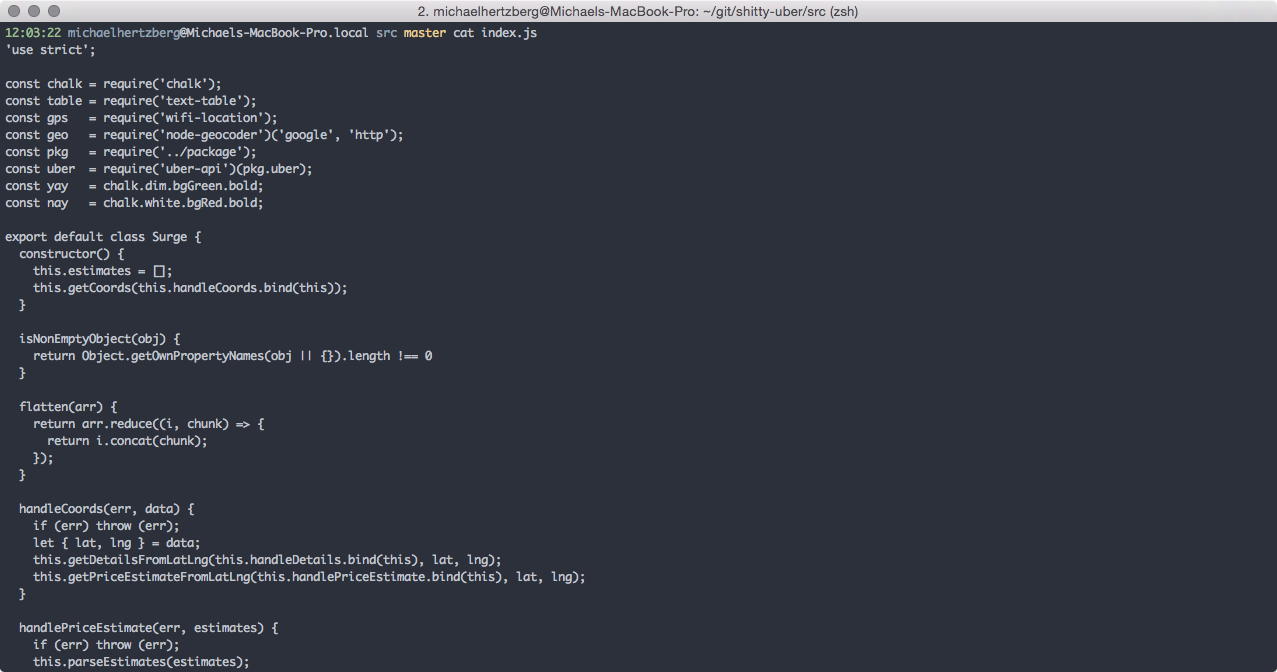 2. michaelhertzberg@Michaels-MacBook-Pro: ~/git/shitty-uber/src (zsh)
12:03:22 michaelhertzberg@Michaels-MacBook-Pro.local src master cat index.js
'use strict';

const chalk = require('chalk');
const table = require('text-table');
const gps   = require('wifi-location');
const geo   = require('node-geocoder')('google', 'http');
const pkg   = require('../package');
const uber  = require('uber-api')(pkg.uber);
const yay   = chalk.dim.bgGreen.bold;
const nay   = chalk.white.bgRed.bold;

export default class Surge {
  constructor() {
    this.estimates = [];
    this.getCoords(this.handleCoords.bind(this));
  }

  isNonEmptyObject(obj) {
    return Object.getOwnPropertyNames(obj || {}).length !== 0
  }

  flatten(arr) {
    return arr.reduce((i, chunk) => {
      return i.concat(chunk);
    });
  }

  handleCoords(err, data) {
    if (err) throw (err);
    let { lat, lng } = data;
    this.getDetailsFromLatLng(this.handleDetails.bind(this), lat, lng);
    this.getPriceEstimateFromLatLng(this.handlePriceEstimate.bind(this), lat, lng);
  }

  handlePriceEstimate(err, estimates) {
    if (err) throw (err);
    this.parseEstimates(estimates);